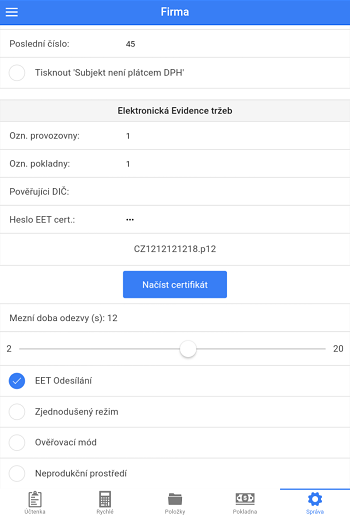 Firma
Poslední číslo: 45
Tisknout 'Subjekt není plátcem DPH'
Elektronická Evidence tržeb
Ozn. provozovny: 1
Ozn. pokladny: 1
Pověřující DIČ:
Heslo EET cert.: •••
CZ1212121218.p12
Načíst certifikát
Mezní doba odezvy (s): 12
2 20
EET Odesílání
Zjednodušený režim
Ověřovací mód
Neprodukční prostředí
Účtenka Rychlé Položky Pokladna Správa